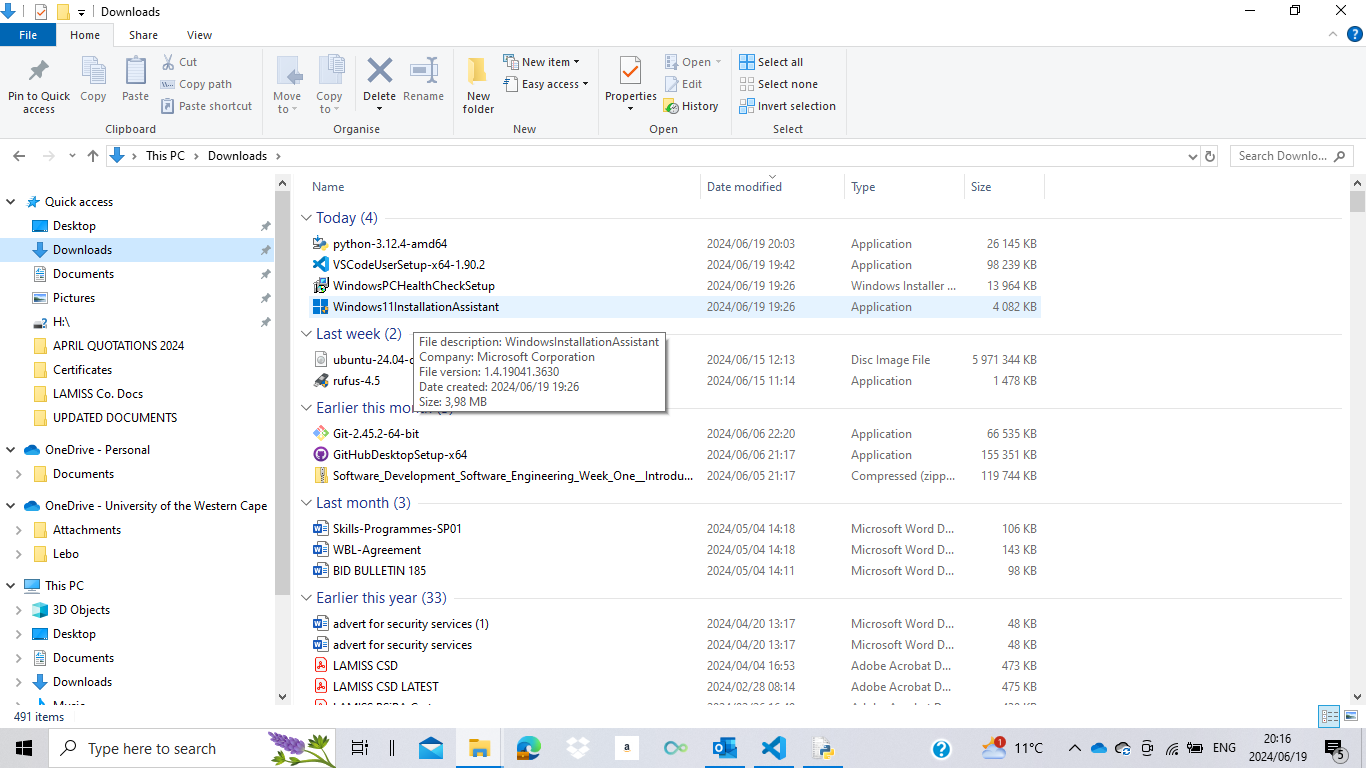 Downloads
File Home Share View
Pin to Quick access
Copy
Paste
Cut
Copy path
Paste shortcut
Clipboard
Move to
Copy to
Delete
Rename
Organise
New folder
New item
Easy access
New
Properties
Open
Edit
History
Open
Select all
Select none
Invert selection
Select
This PC Downloads
Search Downlo...
Quick access
Desktop
Downloads
Documents
Pictures
H:\
APRIL QUOTATIONS 2024
Certificates
LAMISS Co. Docs
UPDATED DOCUMENTS
OneDrive - Personal
Documents
OneDrive - University of the Western Cape
Attachments
Lebo
This PC
3D Objects
Desktop
Documents
Downloads
Name Date modified Type Size
Today (4)
python-3.12.4-amd64 2024/06/19 20:03 Application 26 145 KB
VSCodeUserSetup-x64-1.90.2 2024/06/19 19:42 Application 98 239 KB
WindowsPCHealthCheckSetup 2024/06/19 19:26 Windows Installer ... 13 964 KB
Windows11InstallationAssistant 2024/06/19 19:26 Application 4 082 KB
Last week (2)
ubuntu-24.04- 2024/06/15 12:13 Disc Image File 5 971 344 KB
rufus-4.5 2024/06/15 11:14 Application 1 478 KB
File description: WindowsInstallationAssistant
Company: Microsoft Corporation
File version: 1.4.19041.3630
Date created: 2024/06/19 19:26
Size: 3,98 MB
Earlier this month
Git-2.45.2-64-bit 2024/06/06 22:20 Application 66 535 KB
GitHubDesktopSetup-x64 2024/06/06 21:17 Application 155 351 KB
Software_Development_Software_Engineering_Week_One__Introdu... 2024/06/05 21:17 Compressed (zipp... 119 744 KB
Last month (3)
Skills-Programmes-SP01 2024/05/04 14:18 Microsoft Word D... 106 KB
WBL-Agreement 2024/05/04 14:18 Microsoft Word D... 143 KB
BID BULLETIN 185 2024/05/04 14:11 Microsoft Word D... 98 KB
Earlier this year (33)
advert for security services (1) 2024/04/20 13:17 Microsoft Word D... 48 KB
advert for security services 2024/04/20 13:17 Microsoft Word D... 48 KB
LAMISS CSD 2024/04/04 16:53 Adobe Acrobat D... 473 KB
LAMISS CSD LATEST 2024/02/28 08:14 Adobe Acrobat D... 475 KB
491 items
Type here to search
a
1
11°C
ENG
20:16
2024/06/19
5